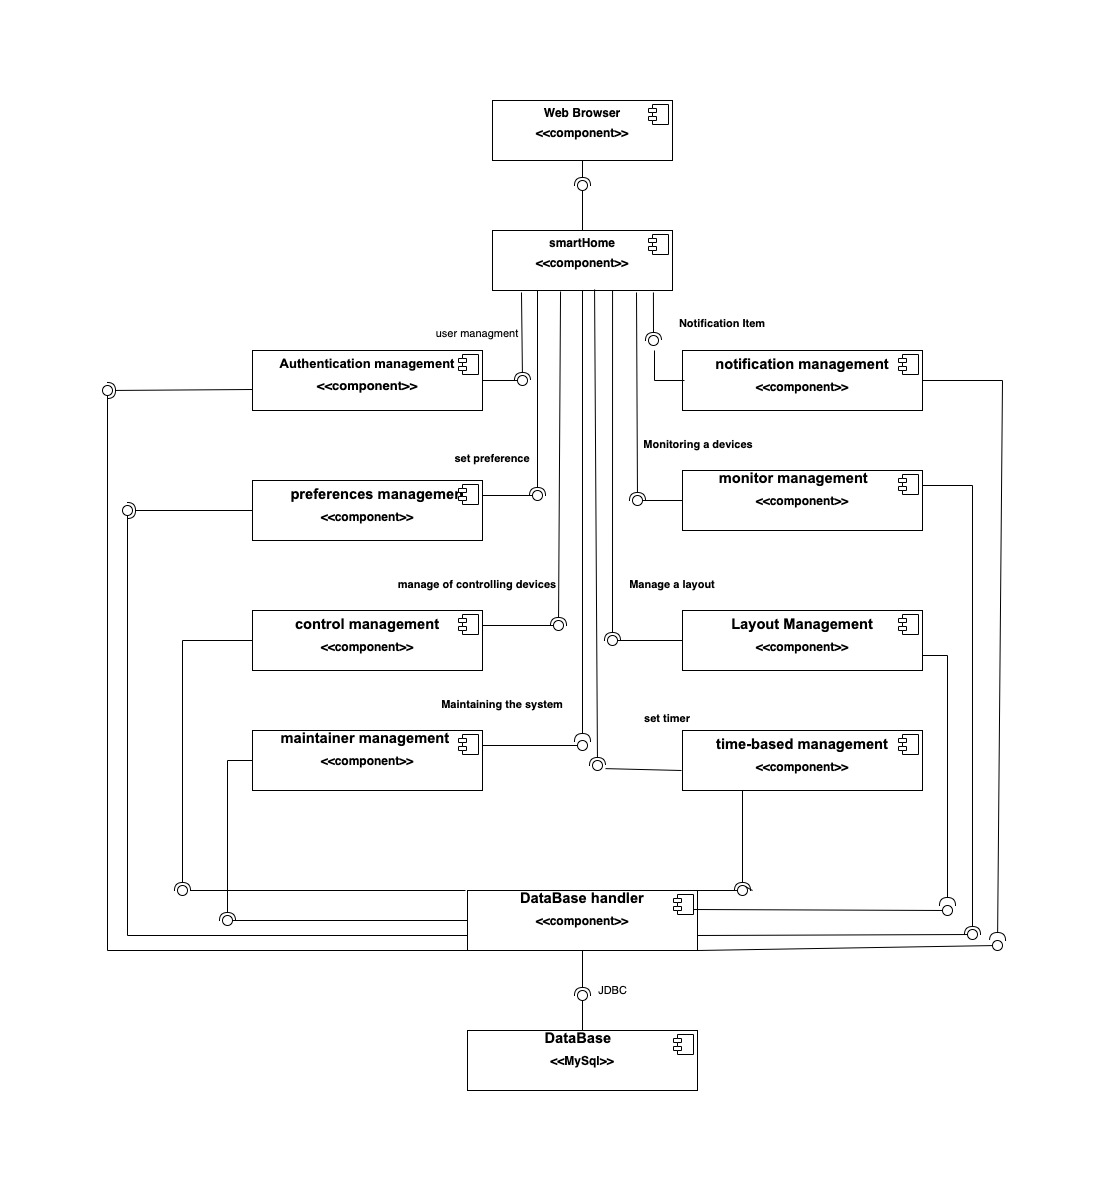 Web Browser
<<component>>
smartHome
<<component>>
user managment
Notification Item
Authentication management
<<component>>
notification management
<<component>>
set preference
Monitoring a devices
preferences managemen
<<component>>
monitor management
<<component>>
manage of controlling devices
Manage a layout
control management
<<component>>
Layout Management
<<component>>
Maintaining the system
set timer
maintainer management
<<component>>
time-based management
<<component>>
DataBase handler
<<component>>
JDBC
DataBase
<<MySql>>